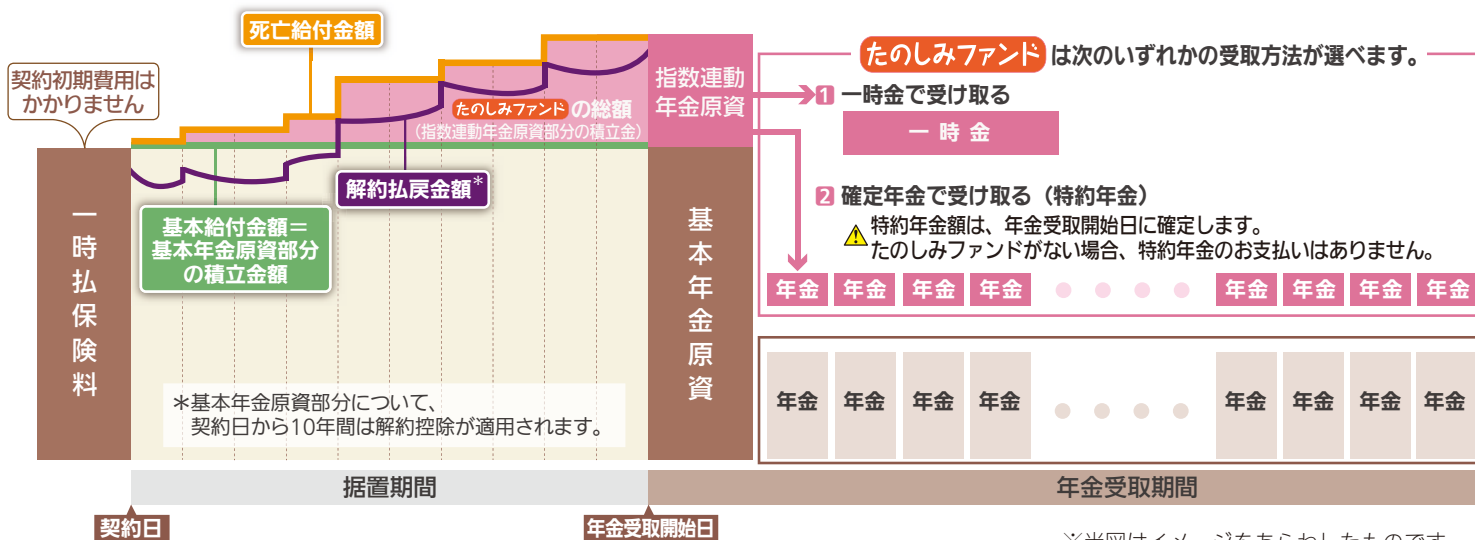 死亡給付金額
契約初期費用は
かかりません
たのしみファンド の総額
(指数連動年金原資部分の積立金)
解約払戻金額*
基本給付金額=
基本年金原資部分
の積立金額
一時払保険料
*基本年金原資部分について、
契約日から10年間は解約控除が適用されます。
指数連動
年金原資
基本年金原資
たのしみファンド は次のいずれかの受取方法が選べます。
1 一時金で受け取る
一時金
2 確定年金で受け取る(特約年金)
特約年金額は、年金受取開始日に確定します。
たのしみファンドがない場合、特約年金のお支払いはありません。
年金 年金 年金 年金 ● ● ● ● 年金 年金 年金 年金
年金 年金 年金 年金 ● ● ● ● 年金 年金 年金 年金
据置期間
年金受取期間
契約日
年金受取開始日